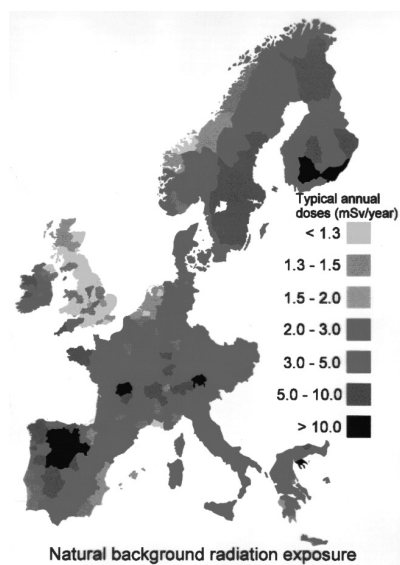 Typical annual
doses (mSv/year)
< 1.3
1.3 - 1.5
1.5 - 2.0
2.0 - 3.0
3.0 - 5.0
5.0 - 10.0
> 10.0
Natural background radiation exposure